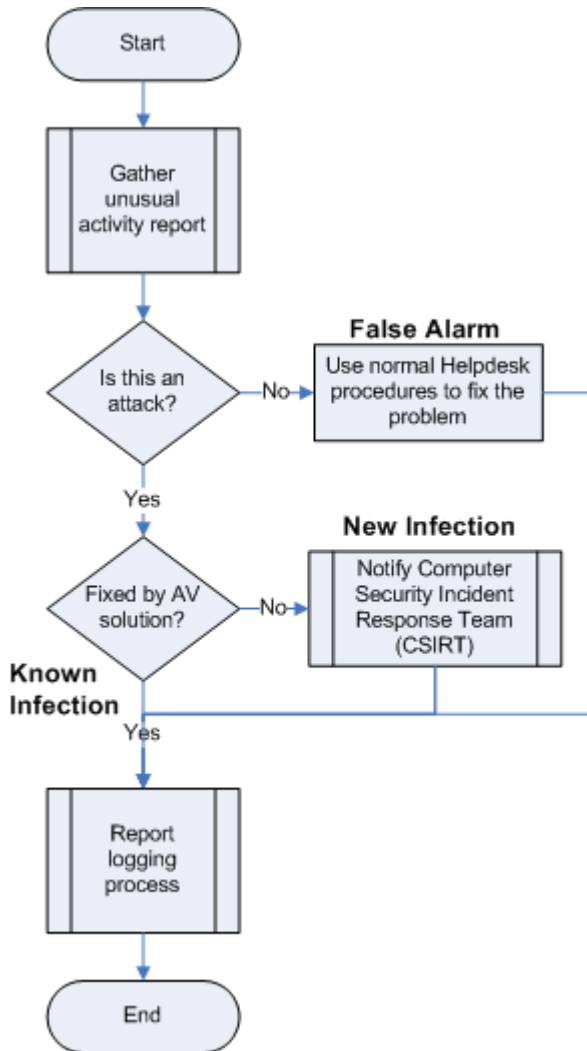 Start
Gather
unusual
activity report
Is this an
attack?
No
False Alarm
Use normal Helpdesk
procedures to fix the
problem
Yes
Fixed by AV
solution?
No
New Infection
Notify Computer
Security Incident
Response Team
(CSIRT)
Known
Infection
Yes
Report
logging
process
End